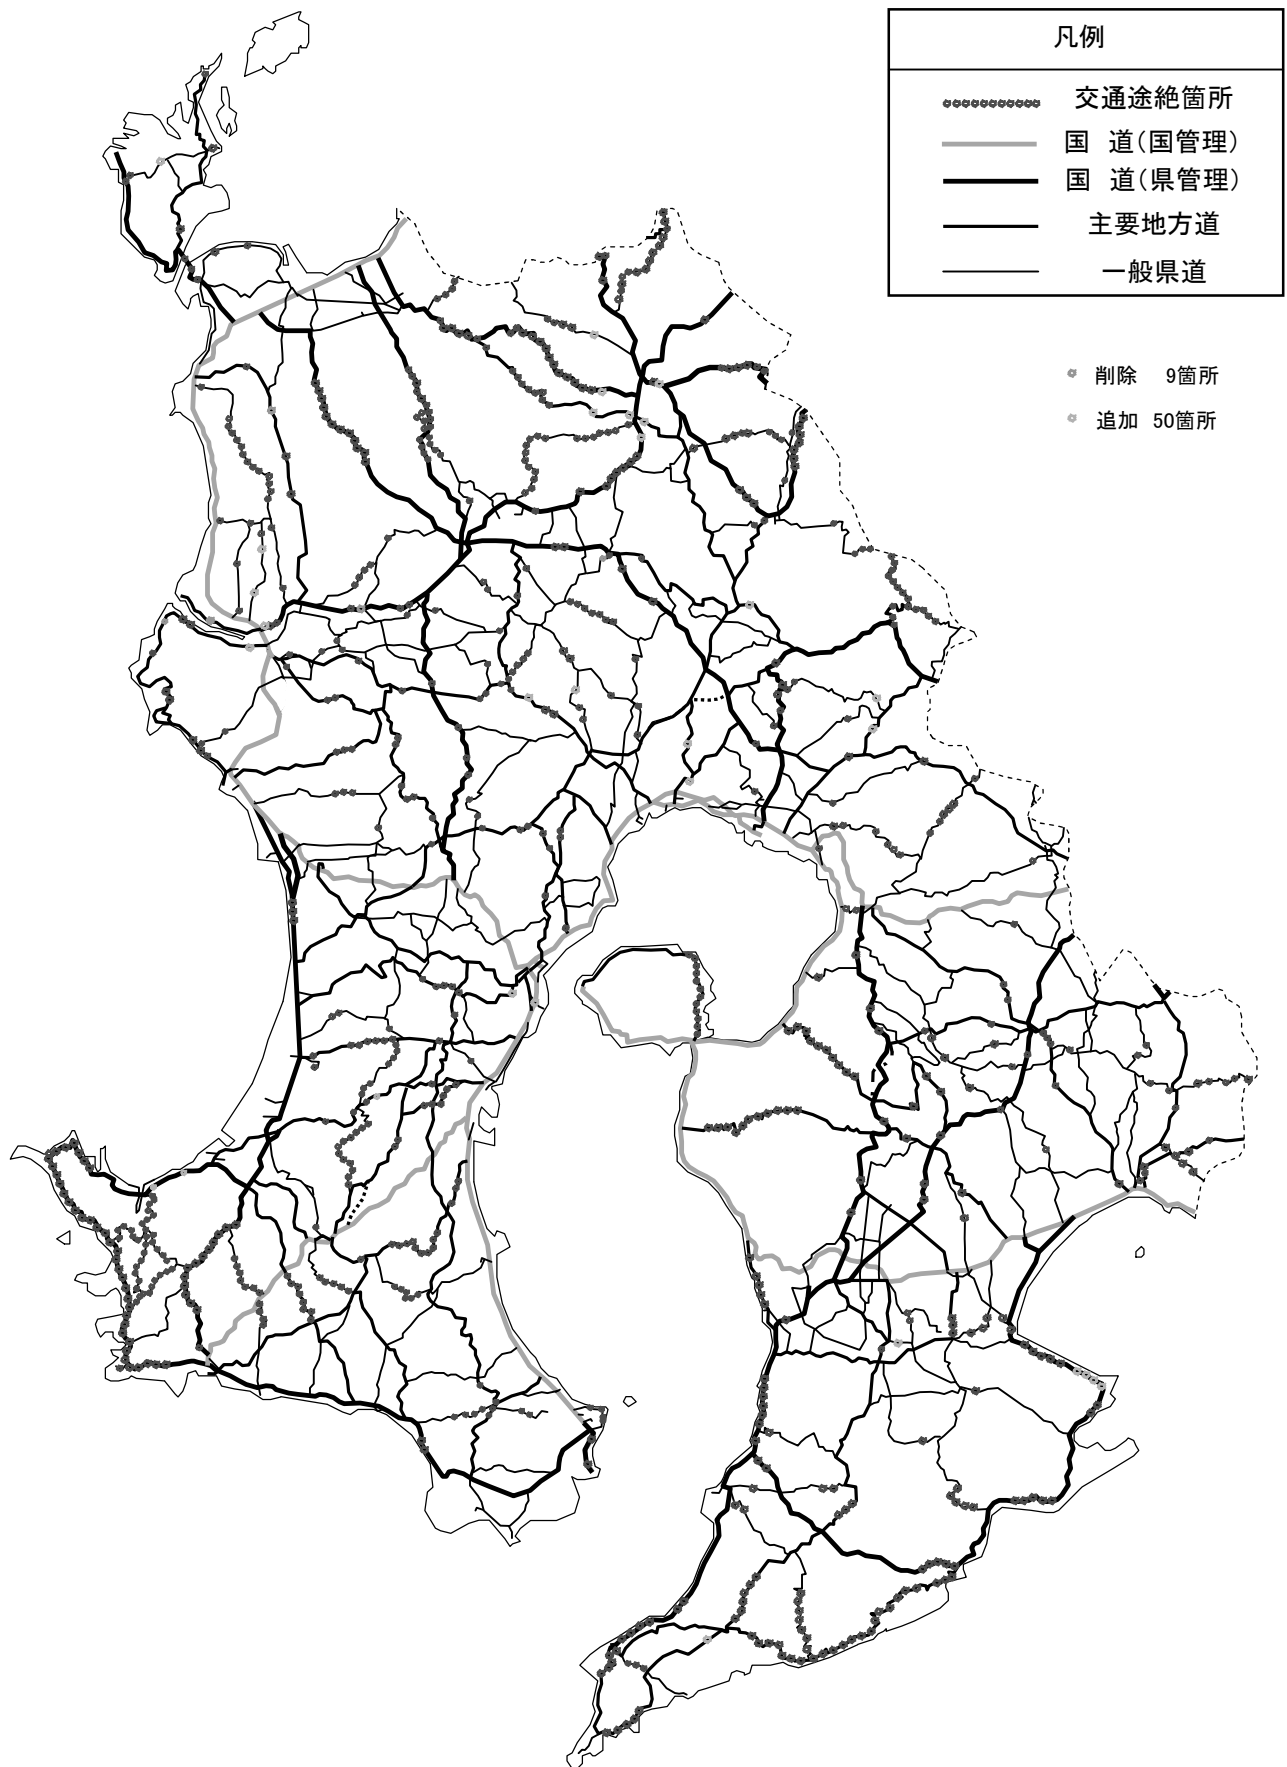 凡例
交通途絶箇所
国 道(国管理)
国 道(県管理)
主要地方道
一般県道
削除 9箇所
追加 50箇所